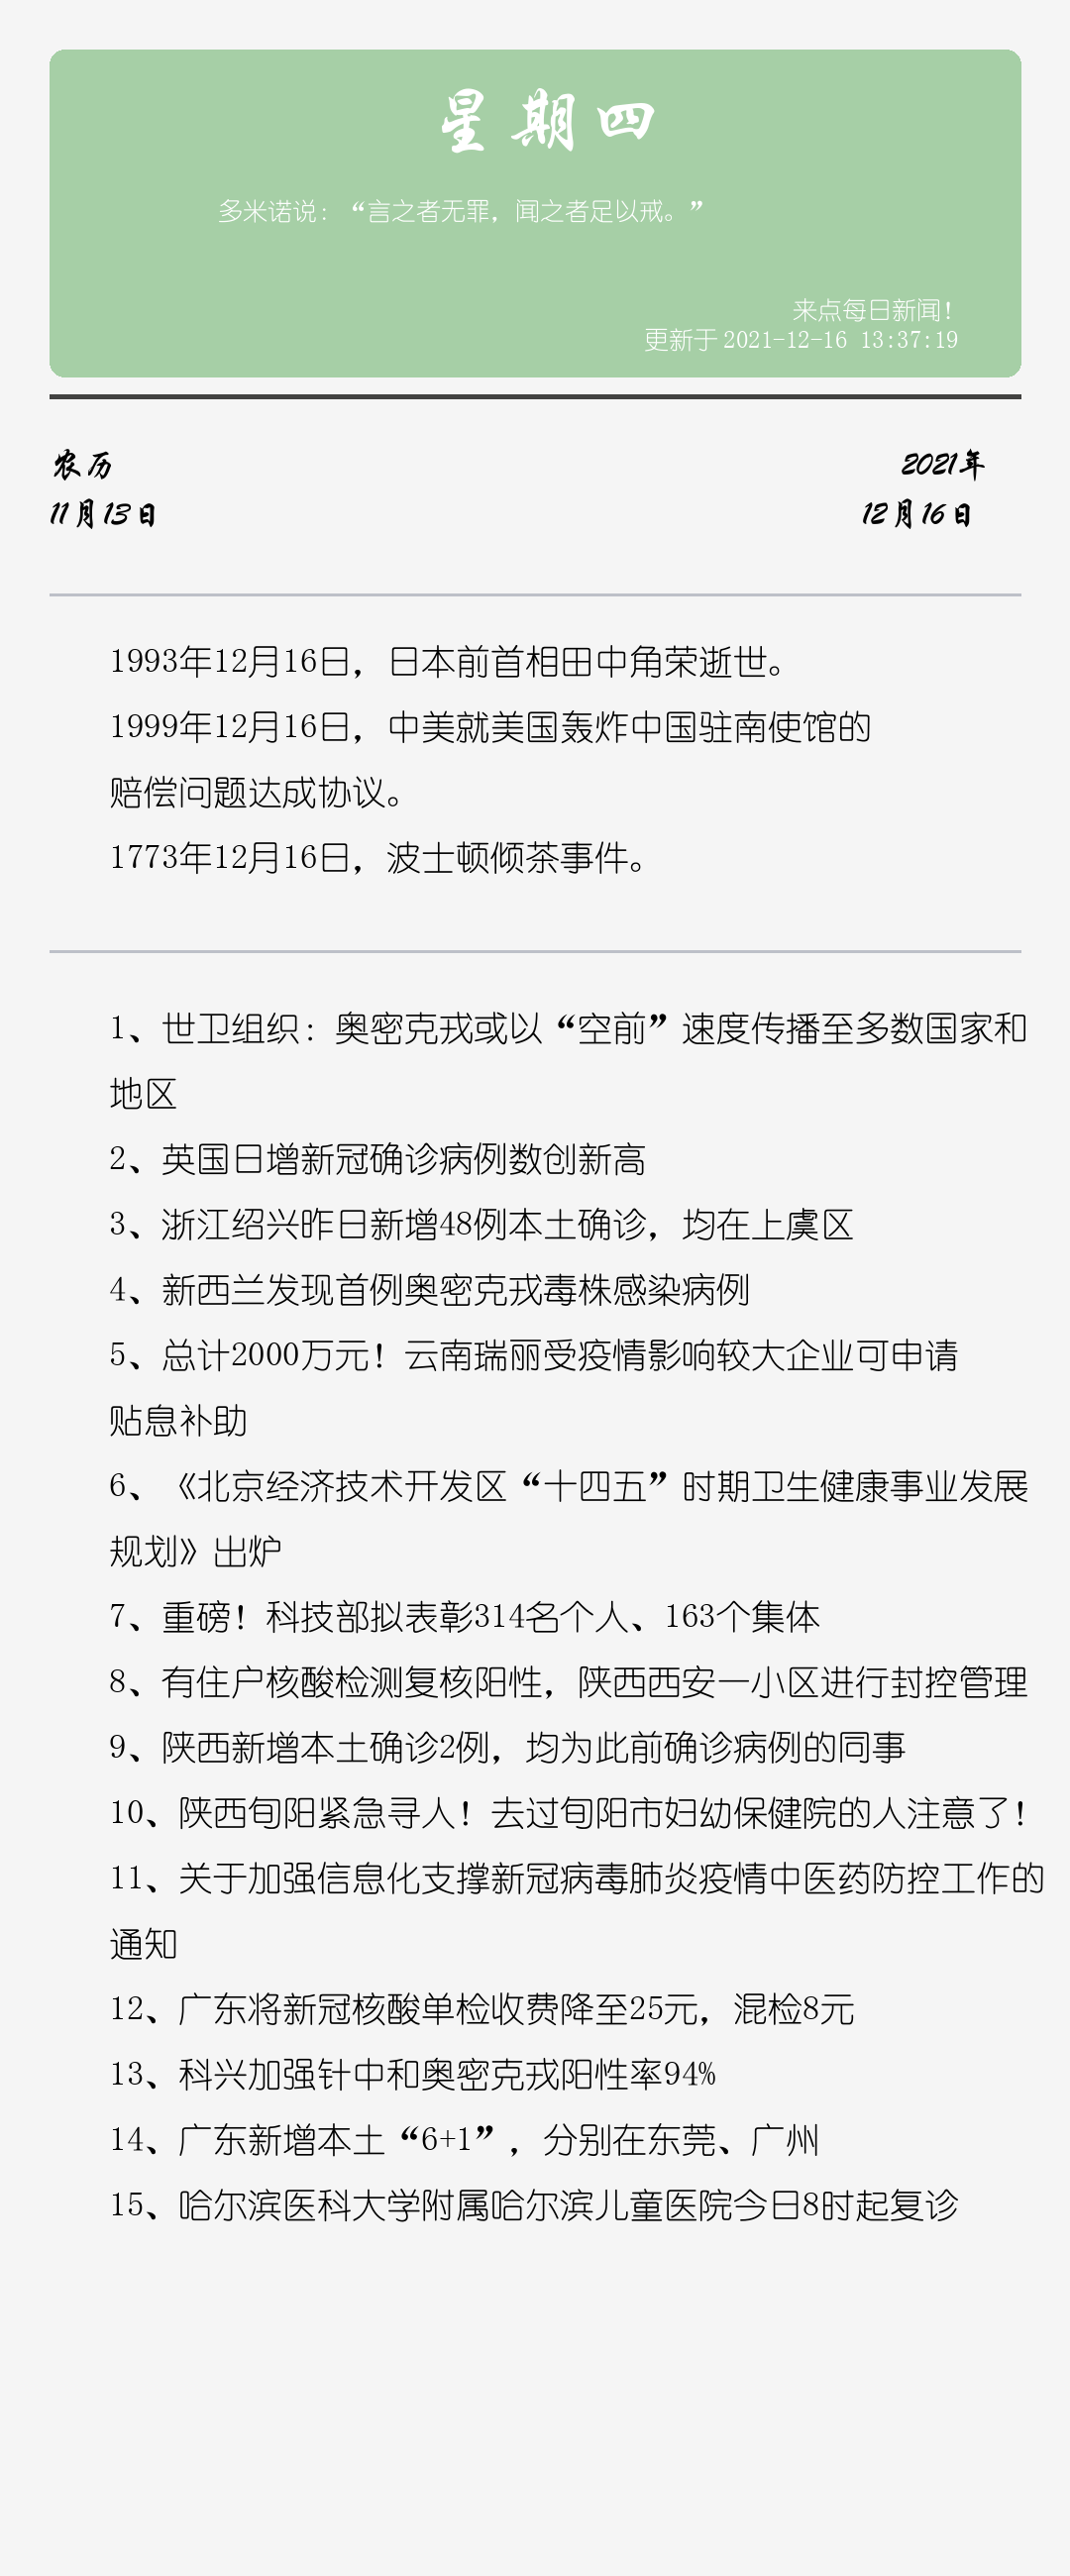 星期四
多米诺说：“言之者无罪，闻之者足以戒。”
来点每日新闻！
更新于 2021-12-16 13:37:19
农历
2021年
11月13日
12月16日
1993年12月16日，日本前首相田中角荣逝世。
1999年12月16日，中美就美国轰炸中国驻南使馆的
赔偿问题达成协议。
1773年12月16日，波士顿倾茶事件。
1、世卫组织：奥密克戎或以“空前”速度传播至多数国家和
地区
2、英国日增新冠确诊病例数创新高
3、浙江绍兴昨日新增48例本土确诊，均在上虞区
4、新西兰发现首例奥密克戎毒株感染病例
5、总计2000万元！云南瑞丽受疫情影响较大企业可申请
贴息补助
6、《北京经济技术开发区“十四五”时期卫生健康事业发展
规划》出炉
7、重磅！科技部拟表彰314名个人、163个集体
8、有住户核酸检测复核阳性，陕西西安一小区进行封控管理
9、陕西新增本土确诊2例，均为此前确诊病例的同事
10、陕西旬阳紧急寻人！去过旬阳市妇幼保健院的人注意了！
11、关于加强信息化支撑新冠病毒肺炎疫情中医药防控工作的
通知
12、广东将新冠核酸单检收费降至25元，混检8元
13、科兴加强针中和奥密克戎阳性率94%
14、广东新增本土“6+1”，分别在东莞、广州
15、哈尔滨医科大学附属哈尔滨儿童医院今日8时起复诊